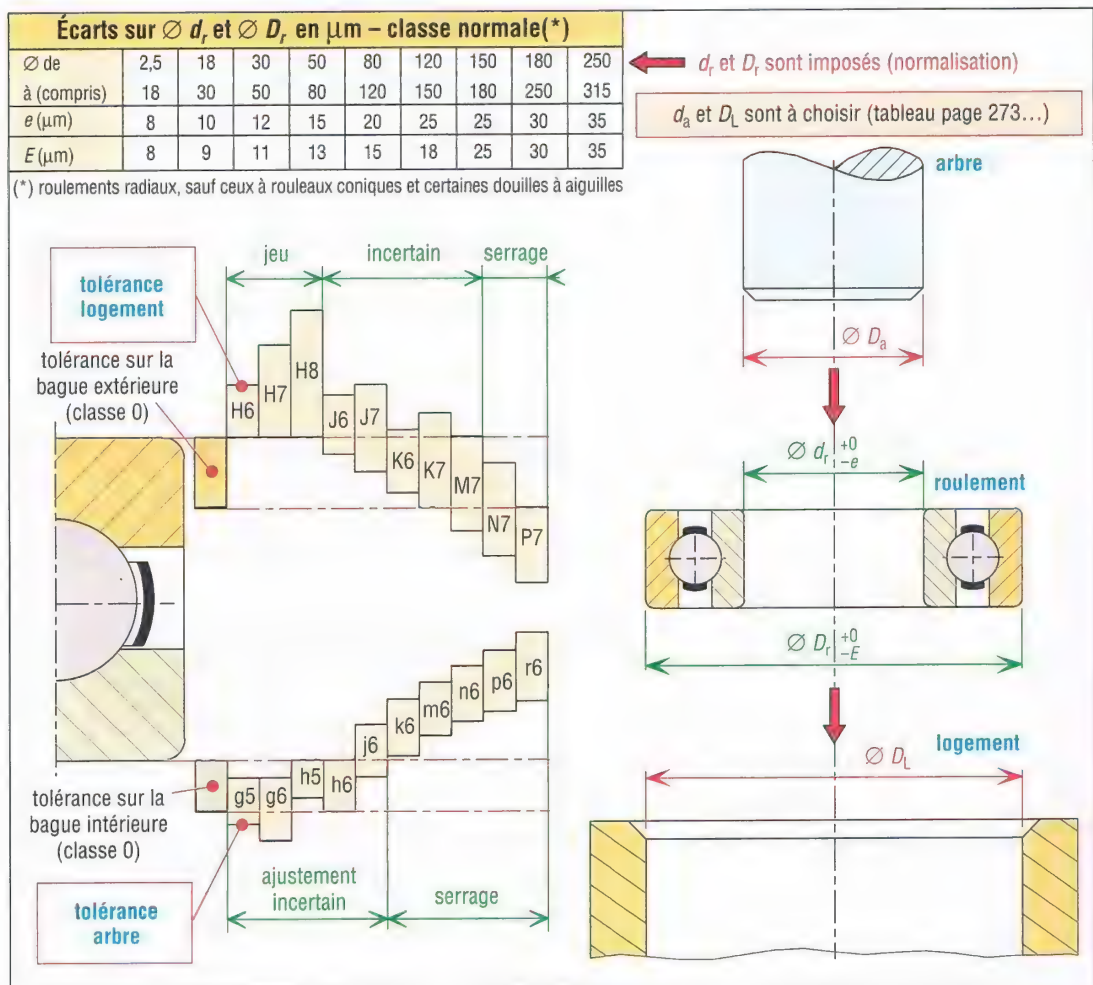 Écarts sur Ø dᵣ et Ø Dᵣ en µm – classe normale(*)
Ø de 2,5 18 30 50 80 120 150 180 250
à (compris) 18 30 50 80 120 150 180 250 315
e (µm) 8 10 12 15 20 25 25 30 35
E (µm) 8 9 11 13 15 18 25 30 35
(*) roulements radiaux, sauf ceux à rouleaux coniques et certaines douilles à aiguilles
dᵣ et Dᵣ sont imposés (normalisation)
dₐ et D_L sont à choisir (tableau page 273...)
arbre
Ø Dₐ
Ø dᵣ +0 -e
roulement
Ø Dᵣ +0 -E
logement
Ø D_L
jeu
incertain
serrage
tolérance
logement
tolérance sur la
bague extérieure
(classe 0)
H6
H7
H8
J6
J7
K6
K7
M7
N7
P7
g5
g6
h5
h6
j6
k6
m6
n6
p6
r6
tolérance sur la
bague intérieure
(classe 0)
tolérance
arbre
ajustement
incertain
serrage